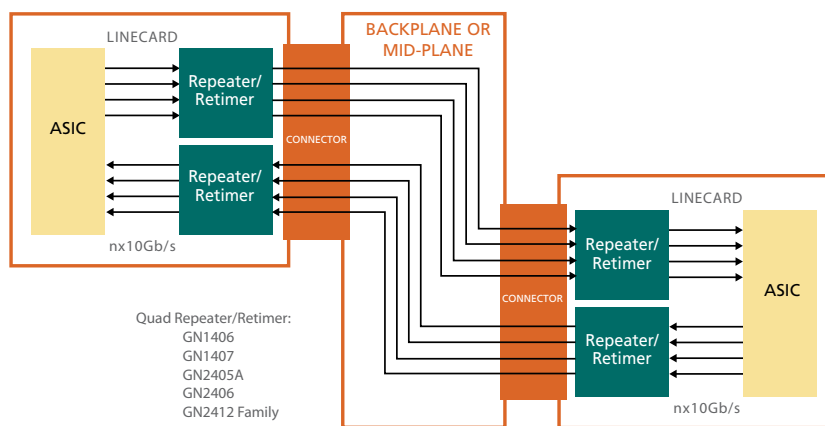 LINECARD
ASIC
Repeater/
Retimer
Repeater/
Retimer
nx10Gb/s
CONNECTOR
BACKPLANE OR
MID-PLANE
CONNECTOR
LINECARD
Repeater/
Retimer
Repeater/
Retimer
ASIC
nx10Gb/s
Quad Repeater/Retimer:
GN1406
GN1407
GN2405A
GN2406
GN2412 Family